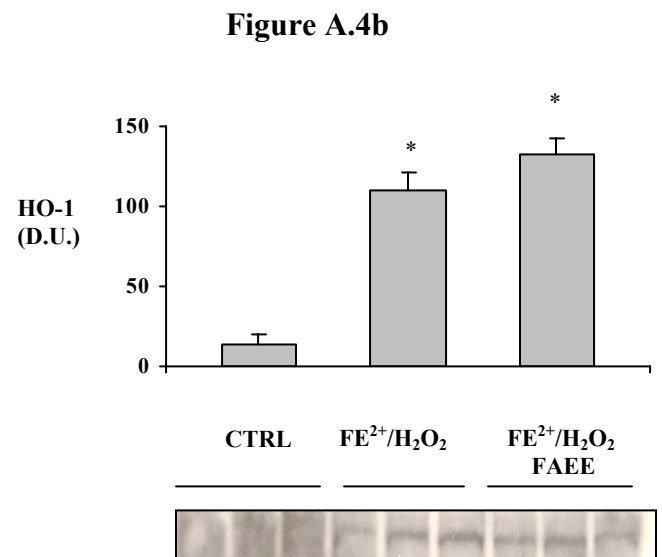 Figure A.4b
*
*
150
100
50
0
HO-1
(D.U.)
CTRL
FE²⁺/H₂O₂
FE²⁺/H₂O₂
FAEE